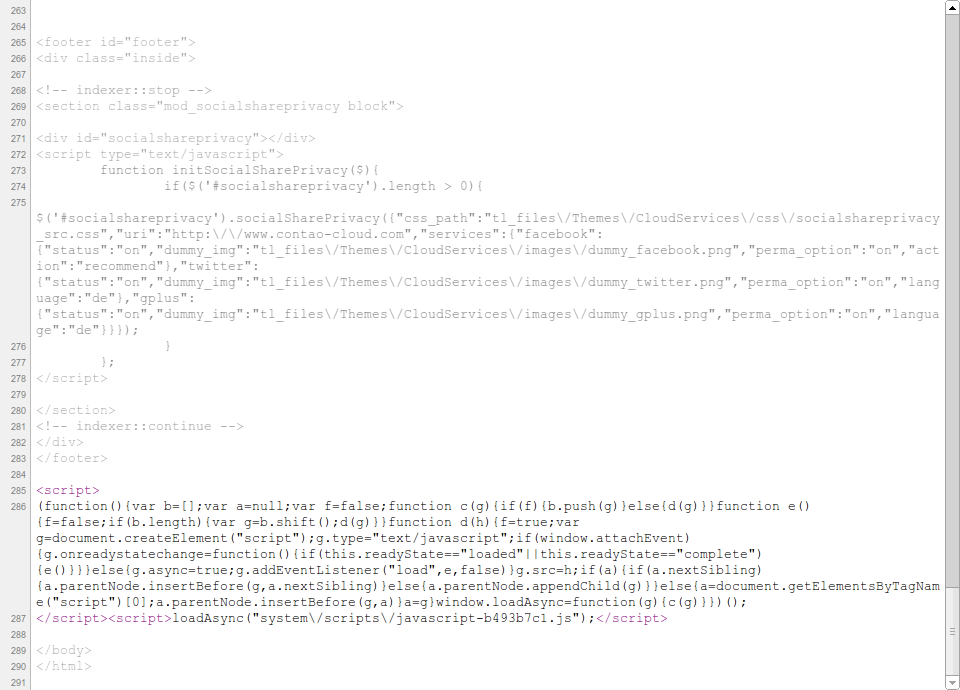 263
264
265 <footer id="footer">
266 <div class="inside">
267
268 <!-- indexer::stop -->
269 <section class="mod_socialshareprivacy block">
270
271 <div id="socialshareprivacy"></div>
272 <script type="text/javascript">
273 function initSocialSharePrivacy($){
274 if($('#socialshareprivacy').length > 0){
275
$('#socialshareprivacy').socialSharePrivacy({"css_path":"tl_files\/Themes\/CloudServices\/css\/socialshareprivacy
_src.css","uri":"http:\/\/www.contao-cloud.com","services":{"facebook":
{"status":"on","dummy_img":"tl_files\/Themes\/CloudServices\/images\/dummy_facebook.png","perma_option":"on","act
ion":"recommend"},"twitter":
{"status":"on","dummy_img":"tl_files\/Themes\/CloudServices\/images\/dummy_twitter.png","perma_option":"on","lang
uage":"de"},"gplus":
{"status":"on","dummy_img":"tl_files\/Themes\/CloudServices\/images\/dummy_gplus.png","perma_option":"on","langua
ge":"de"}}});
276 }
277 };
278 </script>
279
280 </section>
281 <!-- indexer::continue -->
282 </div>
283 </footer>
284
285 <script>
286 (function(){var b=[];var a=null;var f=false;function c(g){if(f){b.push(g)}else{d(g)}}function e()
{f=false;if(b.length){var g=b.shift();d(g)}}function d(h){f=true;var
g=document.createElement("script");g.type="text/javascript";if(window.attachEvent)
{g.onreadystatechange=function(){if(this.readyState=="loaded"||this.readyState=="complete")
{e()}}}else{g.async=true;g.addEventListener("load",e,false)}g.src=h;if(a){if(a.nextSibling)
{a.parentNode.insertBefore(g,a.nextSibling)}else{a.parentNode.appendChild(g)}}else{a=document.getElementsByTagNam
e("script")[0];a.parentNode.insertBefore(g,a)}a=g}window.loadAsync=function(g){c(g)}})();
287 </script><script>loadAsync("system\/scripts\/javascript-b493b7c1.js");</script>
288
289 </body>
290 </html>
291